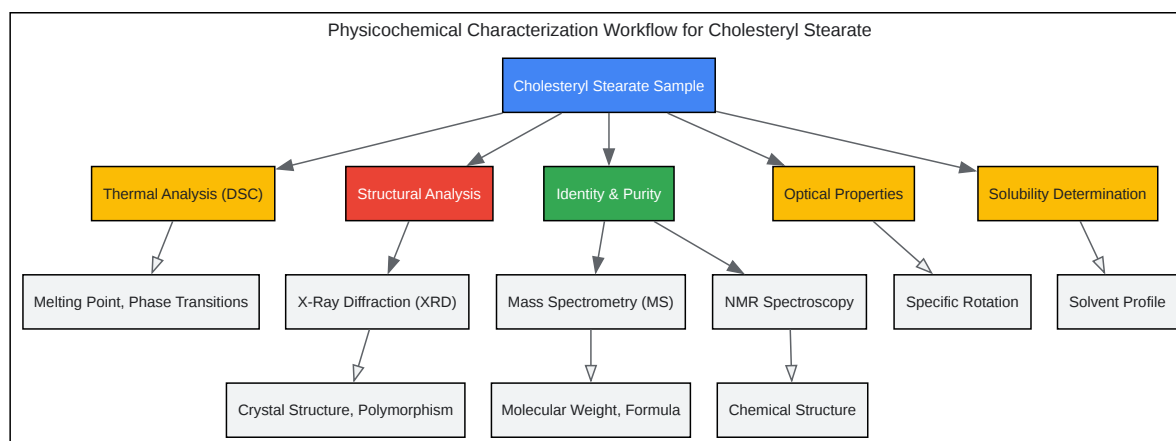 Physicochemical Characterization Workflow for Cholesteryl Stearate
Cholesteryl Stearate Sample
Thermal Analysis (DSC)
Structural Analysis
Identity & Purity
Optical Properties
Solubility Determination
Melting Point, Phase Transitions
X-Ray Diffraction (XRD)
Mass Spectrometry (MS)
NMR Spectroscopy
Specific Rotation
Solvent Profile
Crystal Structure, Polymorphism
Molecular Weight, Formula
Chemical Structure